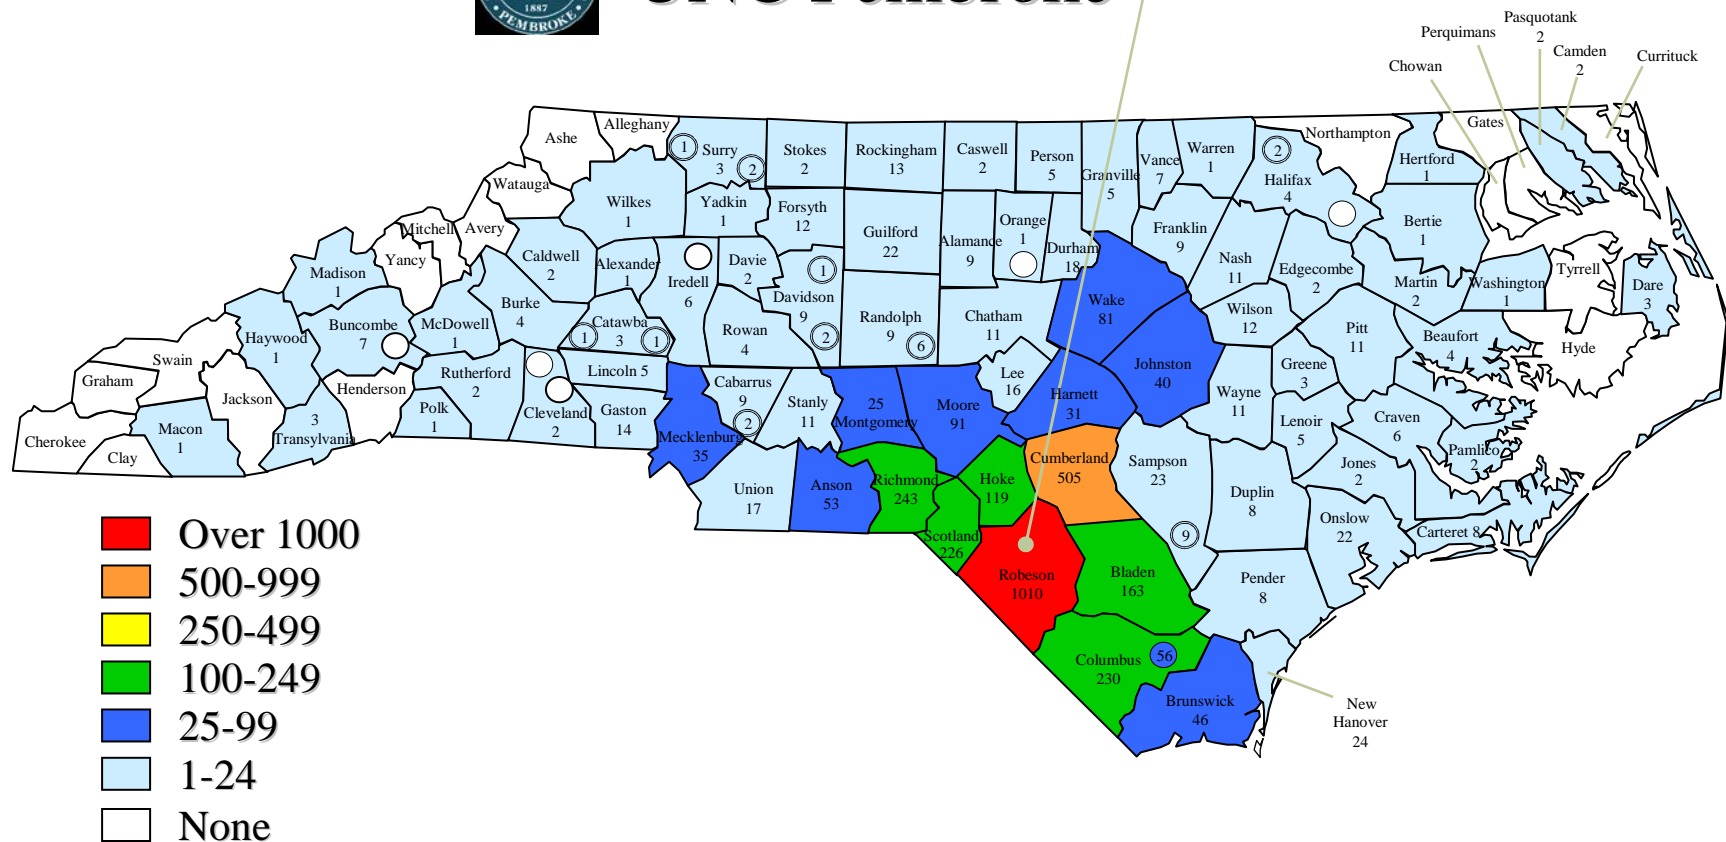 1887
PEMBROKE
UNC Pembroke
Pasquotank
2
Perquimans
Camden
2
Currituck
Chowan
Ashe
Alleghany
1
Surry
3
2
Stokes
2
Rockingham
13
Caswell
2
Person
5
Granville
5
Vance
7
Warren
1
2
Halifax
4
Northampton
Hertford
1
Gates
Watauga
Wilkes
1
Yadkin
1
Forsyth
12
Guilford
22
Alamance
9
Orange
1
Durham
18
Franklin
9
Nash
11
Edgecombe
2
Bertie
1
Martin
2
Washington
1
Tyrrell
Dare
3
Mitchell
Avery
Yancy
Madison
1
Caldwell
2
Alexander
1
Iredell
6
Davie
2
1
Davidson
9
2
Randolph
9
6
Chatham
11
Wake
81
Wilson
12
Pitt
11
Beaufort
4
Hyde
Haywood
1
Buncombe
7
McDowell
1
Burke
4
1
Catawba
3
1
Rowan
4
Lee
16
Johnston
40
Greene
3
Swain
Graham
Jackson
Henderson
Rutherford
2
Lincoln 5
Cabarrus
9
2
Stanly
11
25
Montgomery
Moore
91
Harnett
31
Wayne
11
Lenoir
5
Craven
6
Pamlico
2
Cherokee
Clay
Macon
1
3
Transylvania
Polk
1
Cleveland
2
Gaston
14
Mecklenburg
35
Union
17
Anson
53
Richmond
243
Hoke
119
Cumberland
505
Sampson
23
9
Duplin
8
Jones
2
Onslow
22
Carteret 8
Scotland
226
Robeson
1010
Bladen
163
Pender
8
Columbus
230
56
Brunswick
46
New
Hanover
24
Over 1000
500-999
250-499
100-249
25-99
1-24
None